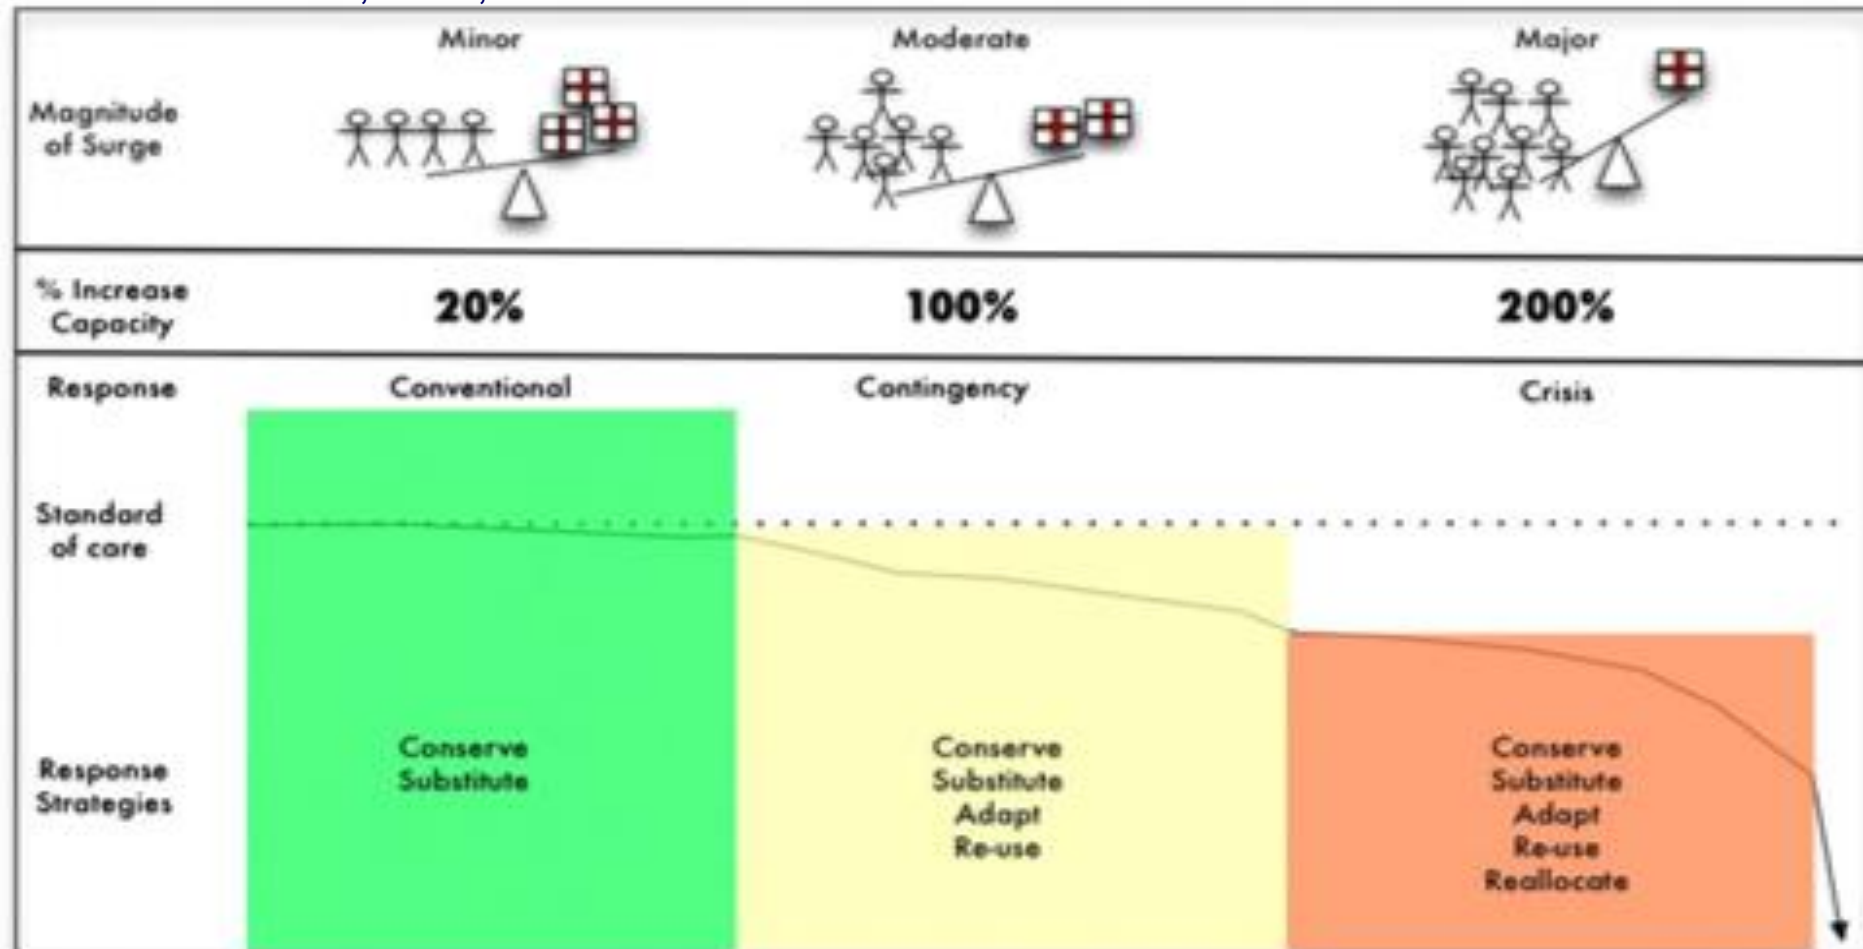 Minor
Moderate
Major
Magnitude
of Surge
% Increase
Capacity
20%
100%
200%
Response
Conventional
Contingency
Crisis
Standard
of care
Response
Strategies
Conserve
Substitute
Conserve
Substitute
Adapt
Re-use
Conserve
Substitute
Adapt
Re-use
Reallocate